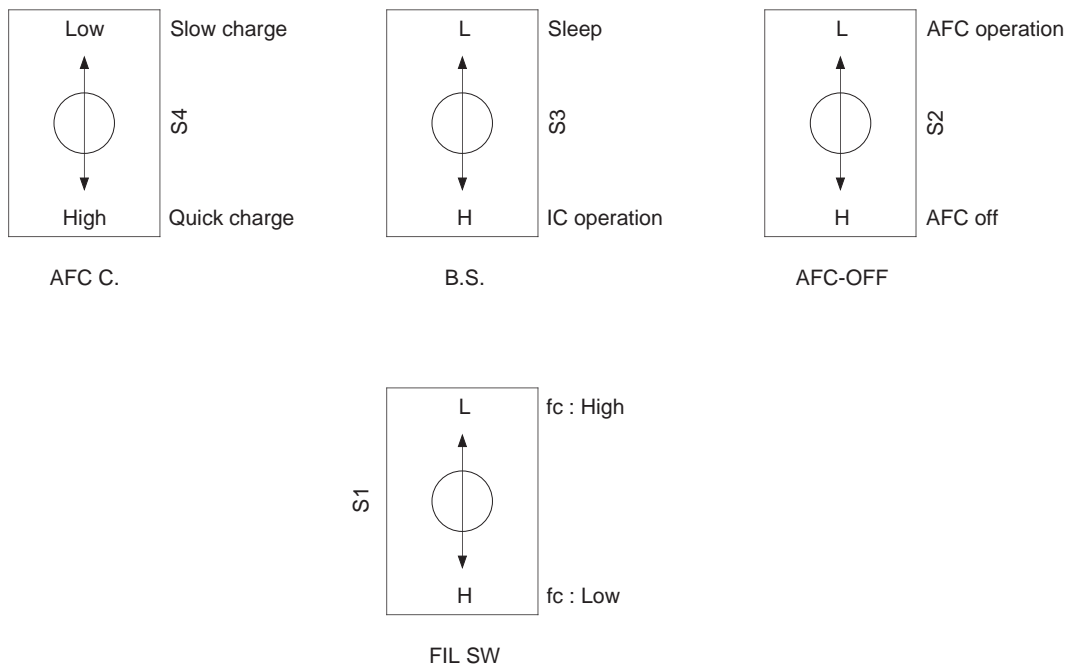 Low Slow charge
S4
High Quick charge
AFC C.
L Sleep
S3
H IC operation
B.S.
L AFC operation
S2
H AFC off
AFC-OFF
L fc : High
S1
H fc : Low
FIL SW